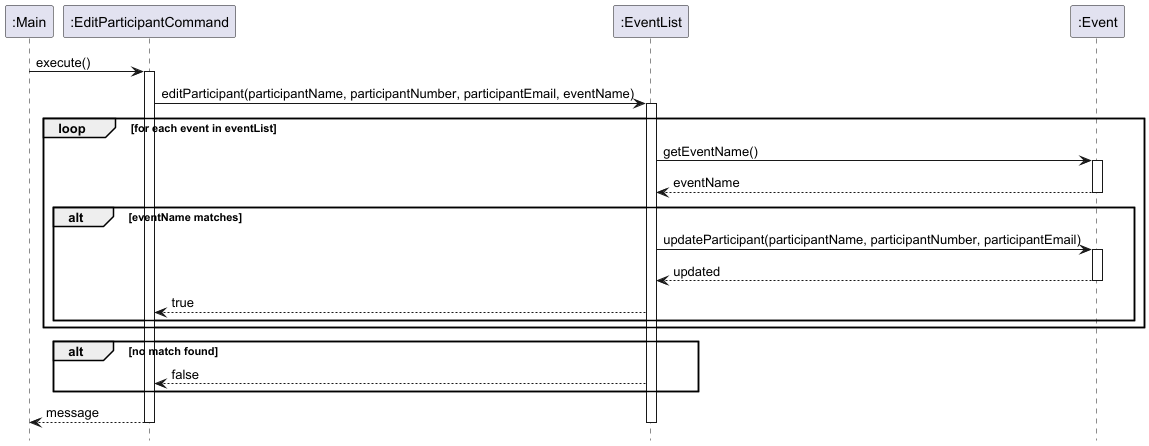 :Main
:EditParticipantCommand
:EventList
:Event
execute()
editParticipant(participantName, participantNumber, participantEmail, eventName)
loop
[for each event in eventList]
getEventName()
eventName
alt
[eventName matches]
updateParticipant(participantName, participantNumber, participantEmail)
updated
true
alt
[no match found]
false
message